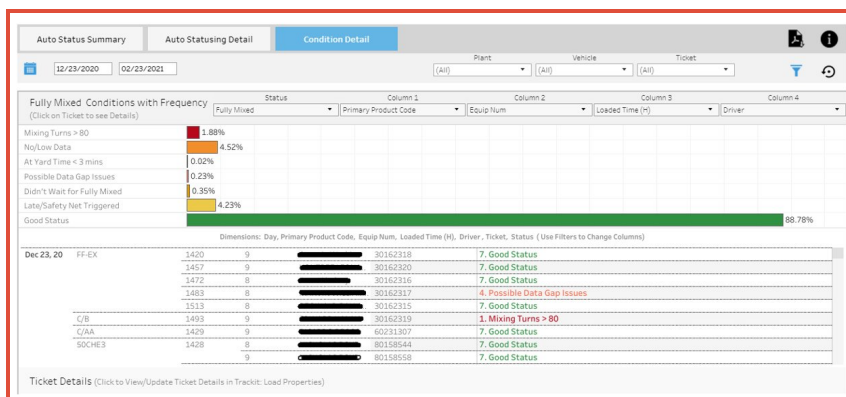 Auto Status Summary Auto Statusing Detail Condition Detail
Plant Vehicle Ticket
12/23/2020 02/23/2021 (All) (All) (All)
Status Column 1 Column 2 Column 3 Column 4
Fully Mixed Conditions with Frequency Fully Mixed Primary Product Code Equip Num Loaded Time (H) Driver
(Click on Ticket to see Details)
Mixing Turns > 80 1.88%
No/Low Data 4.52%
At Yard Time < 3 mins 0.02%
Possible Data Gap Issues 0.23%
Didn't Wait for Fully Mixed 0.35%
Late/Safety Net Triggered 4.23%
Good Status 88.78%
Dimensions: Day, Primary Product Code, Equip Num, Loaded Time (H), Driver , Ticket, Status ( Use Filters to Change Columns)
Dec 23, 20 FF-EX 1420 9 30162318 7. Good Status
1457 9 30162320 7. Good Status
1472 8 30162316 7. Good Status
1483 8 30162317 4. Possible Data Gap Issues
1513 8 30162315 7. Good Status
C/B 1493 9 30162319 1. Mixing Turns > 80
C/AA 1429 9 60231307 7. Good Status
S0CHE3 1428 8 80158544 7. Good Status
9 80158558 7. Good Status
Ticket Details (Click to View/Update Ticket Details in Trackit: Load Properties)